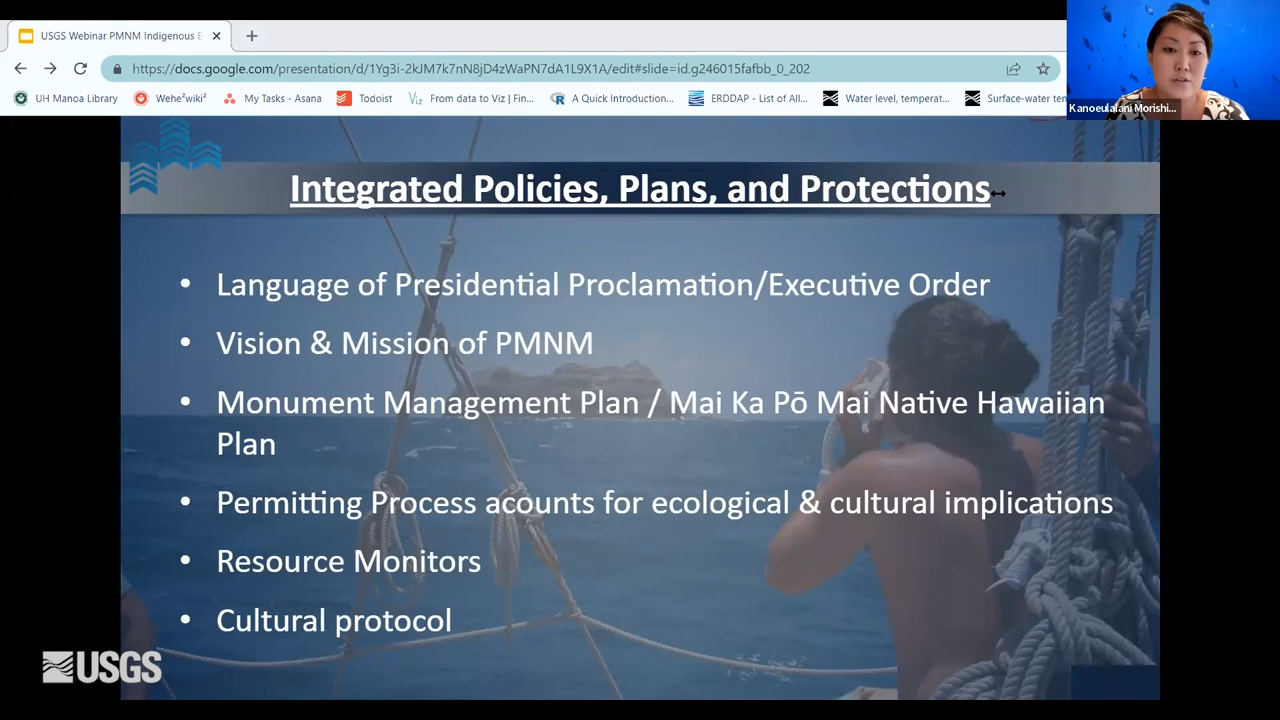 USGS Webinar PMNM Indigenous E
https://docs.google.com/presentation/d/1Yg3i-2kJM7k7nN8jD4zWaPN7dA1L9X1A/edit#slide=id.g246015fafbb_0_202
UH Manoa Library
Wehe²wiki²
My Tasks - Asana
Todoist
From data to Viz | Fin...
A Quick Introduction...
ERDDAP - List of All...
Water level, temperat...
Surface-water ten
Kanoeulalani Morishi...
Integrated Policies, Plans, and Protections
• Language of Presidential Proclamation/Executive Order
• Vision & Mission of PMNM
• Monument Management Plan / Mai Ka Pō Mai Native Hawaiian
Plan
• Permitting Process acounts for ecological & cultural implications
• Resource Monitors
• Cultural protocol
USGS